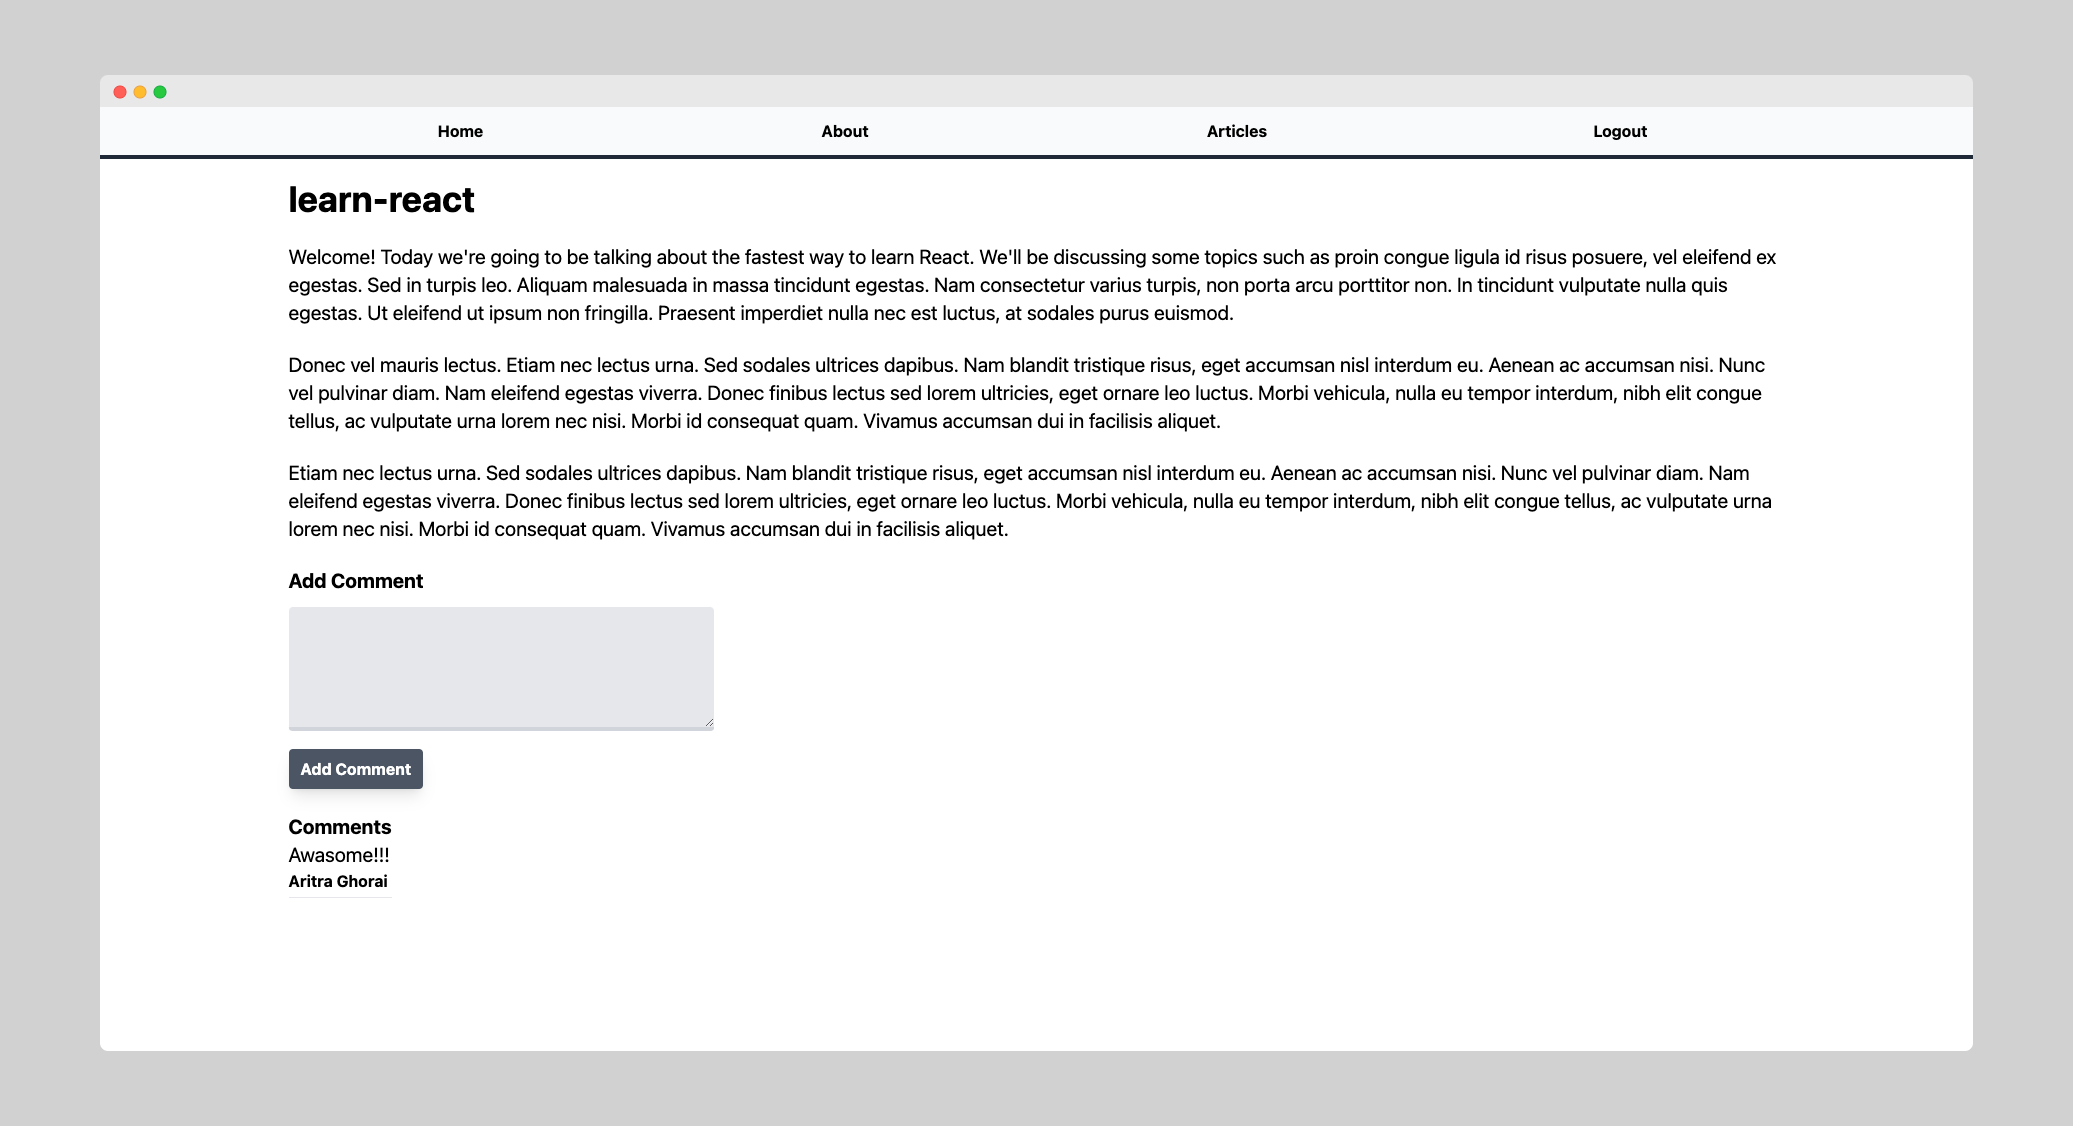 Home About Articles Logout
learn-react
Welcome! Today we're going to be talking about the fastest way to learn React. We'll be discussing some topics such as proin congue ligula id risus posuere, vel eleifend ex
egestas. Sed in turpis leo. Aliquam malesuada in massa tincidunt egestas. Nam consectetur varius turpis, non porta arcu porttitor non. In tincidunt vulputate nulla quis
egestas. Ut eleifend ut ipsum non fringilla. Praesent imperdiet nulla nec est luctus, at sodales purus euismod.
Donec vel mauris lectus. Etiam nec lectus urna. Sed sodales ultrices dapibus. Nam blandit tristique risus, eget accumsan nisl interdum eu. Aenean ac accumsan nisi. Nunc
vel pulvinar diam. Nam eleifend egestas viverra. Donec finibus lectus sed lorem ultricies, eget ornare leo luctus. Morbi vehicula, nulla eu tempor interdum, nibh elit congue
tellus, ac vulputate urna lorem nec nisi. Morbi id consequat quam. Vivamus accumsan dui in facilisis aliquet.
Etiam nec lectus urna. Sed sodales ultrices dapibus. Nam blandit tristique risus, eget accumsan nisl interdum eu. Aenean ac accumsan nisi. Nunc vel pulvinar diam. Nam
eleifend egestas viverra. Donec finibus lectus sed lorem ultricies, eget ornare leo luctus. Morbi vehicula, nulla eu tempor interdum, nibh elit congue tellus, ac vulputate urna
lorem nec nisi. Morbi id consequat quam. Vivamus accumsan dui in facilisis aliquet.
Add Comment
Add Comment
Comments
Awasome!!!
Aritra Ghorai